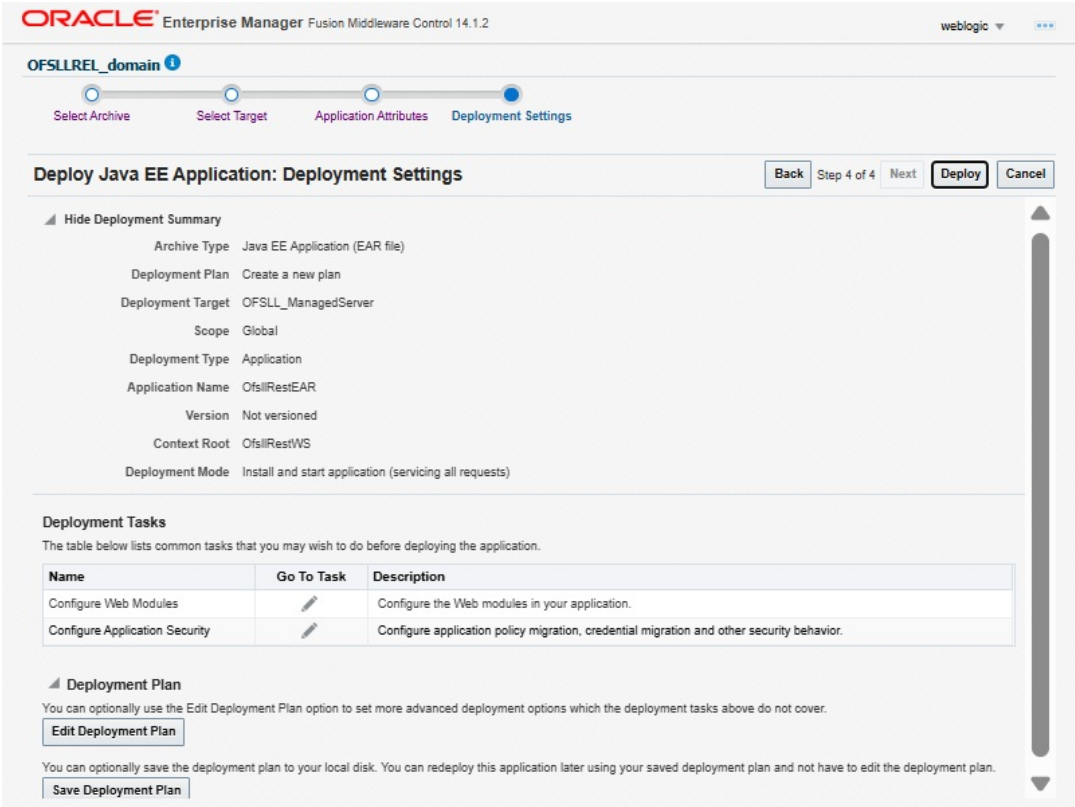 ORACLE Enterprise Manager Fusion Middleware Control 14.1.2
weblogic
OFSLLREL_domain
Select Archive Select Target Application Attributes Deployment Settings
Deploy Java EE Application: Deployment Settings
Back Step 4 of 4 Next Deploy Cancel
Hide Deployment Summary
Archive Type Java EE Application (EAR file)
Deployment Plan Create a new plan
Deployment Target OFSLL_ManagedServer
Scope Global
Deployment Type Application
Application Name OfsllRestEAR
Version Not versioned
Context Root OfsllRestWS
Deployment Mode Install and start application (servicing all requests)
Deployment Tasks
The table below lists common tasks that you may wish to do before deploying the application.
Name Go To Task Description
Configure Web Modules Configure the Web modules in your application.
Configure Application Security Configure application policy migration, credential migration and other security behavior.
Deployment Plan
You can optionally use the Edit Deployment Plan option to set more advanced deployment options which the deployment tasks above do not cover.
Edit Deployment Plan
You can optionally save the deployment plan to your local disk. You can redeploy this application later using your saved deployment plan and not have to edit the deployment plan.
Save Deployment Plan